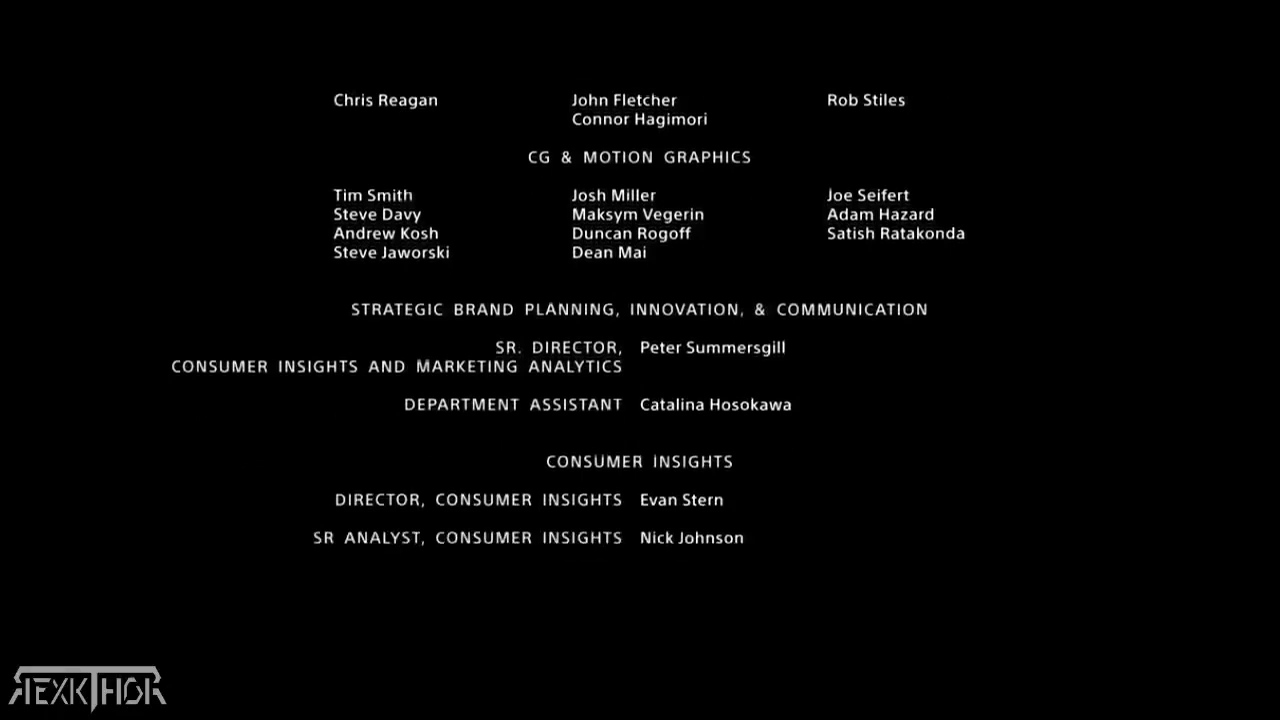 Chris Reagan John Fletcher Rob Stiles
Connor Hagimori
CG & MOTION GRAPHICS
Tim Smith Josh Miller Joe Seifert
Steve Davy Maksym Vegerin Adam Hazard
Andrew Kosh Duncan Rogoff Satish Ratakonda
Steve Jaworski Dean Mai
STRATEGIC BRAND PLANNING, INNOVATION, & COMMUNICATION
SR. DIRECTOR, Peter Summersgill
CONSUMER INSIGHTS AND MARKETING ANALYTICS
DEPARTMENT ASSISTANT Catalina Hosokawa
CONSUMER INSIGHTS
DIRECTOR, CONSUMER INSIGHTS Evan Stern
SR ANALYST, CONSUMER INSIGHTS Nick Johnson